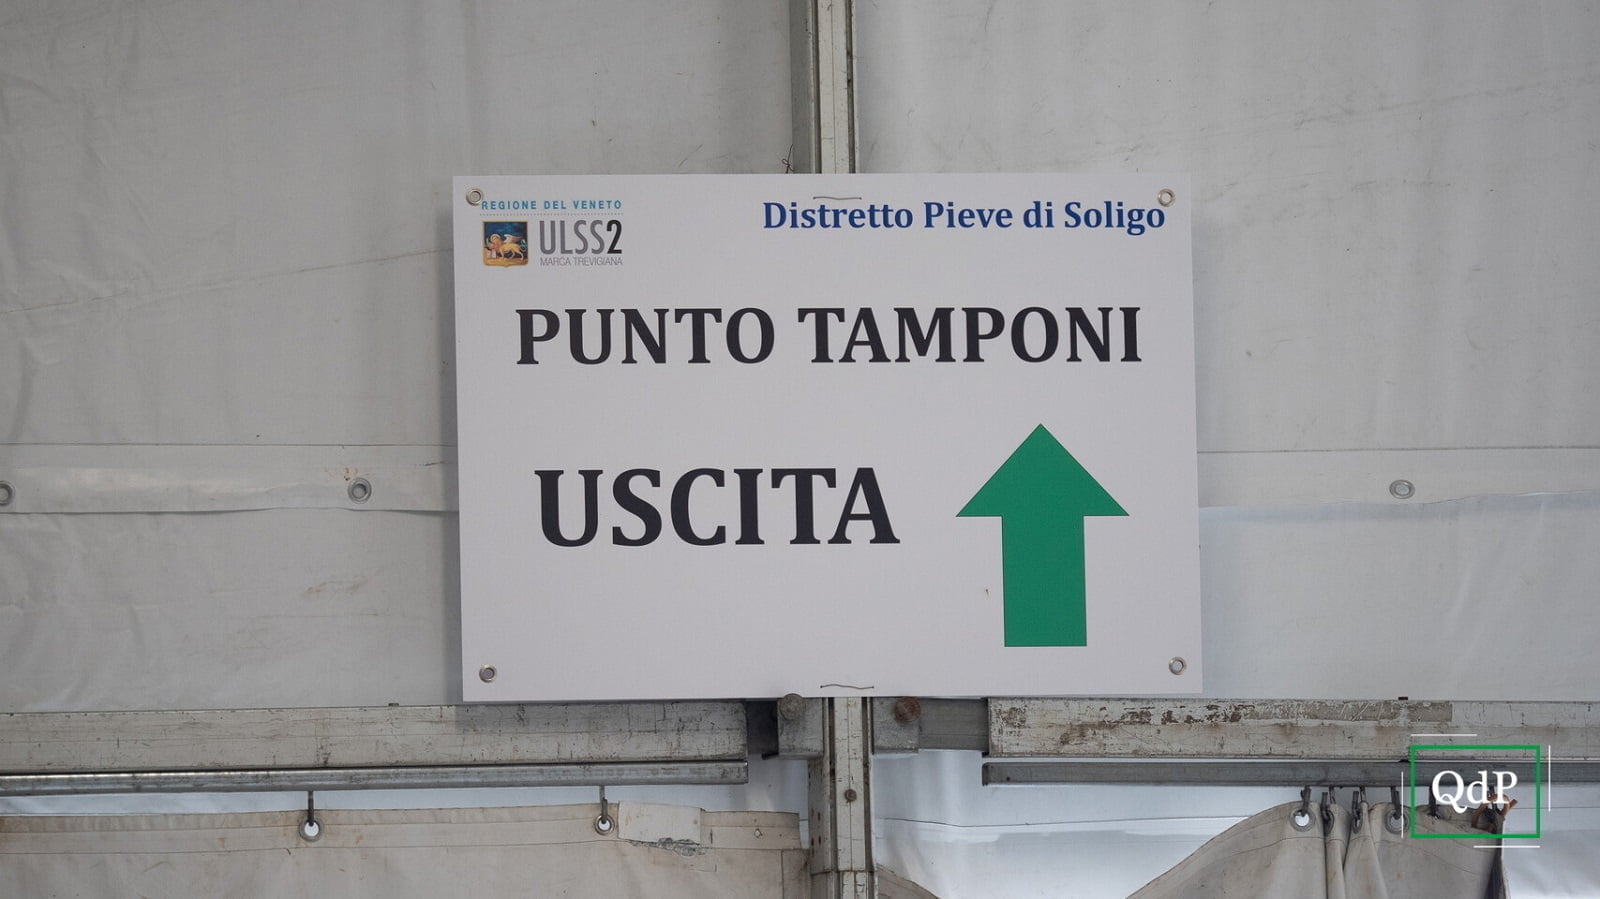 REGIONE DEL VENETO
ULSS2
MARCA TREVIGIANA
Distretto Pieve di Soligo
PUNTO TAMPONI
USCITA
QdP